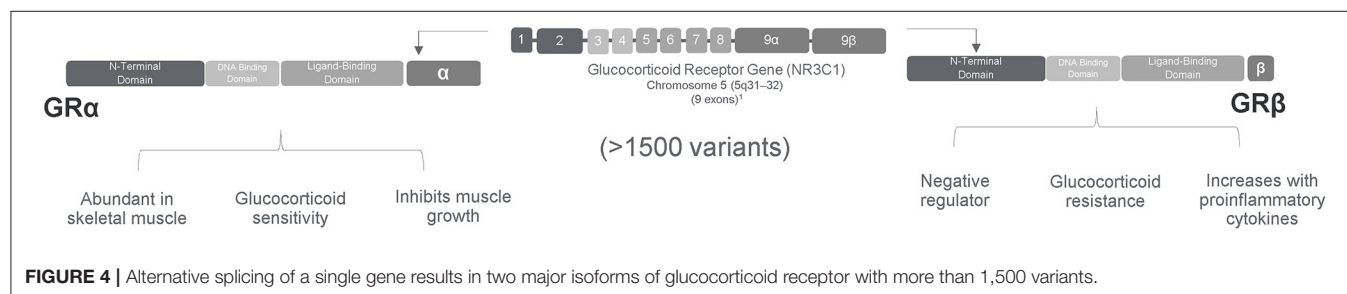 1 2 3 4 5 6 7 8 9α 9β
N-Terminal
Domain
DNA Binding
Domain
Ligand-Binding
Domain
α
GRα
Glucocorticoid Receptor Gene (NR3C1)
Chromosome 5 (5q31–32)
(9 exons)¹
(>1500 variants)
N-Terminal
Domain
DNA Binding
Domain
Ligand-Binding
Domain
β
GRβ
Abundant in
skeletal muscle
Glucocorticoid
sensitivity
Inhibits muscle
growth
Negative
regulator
Glucocorticoid
resistance
Increases with
proinflammatory
cytokines
FIGURE 4 | Alternative splicing of a single gene results in two major isoforms of glucocorticoid receptor with more than 1,500 variants.